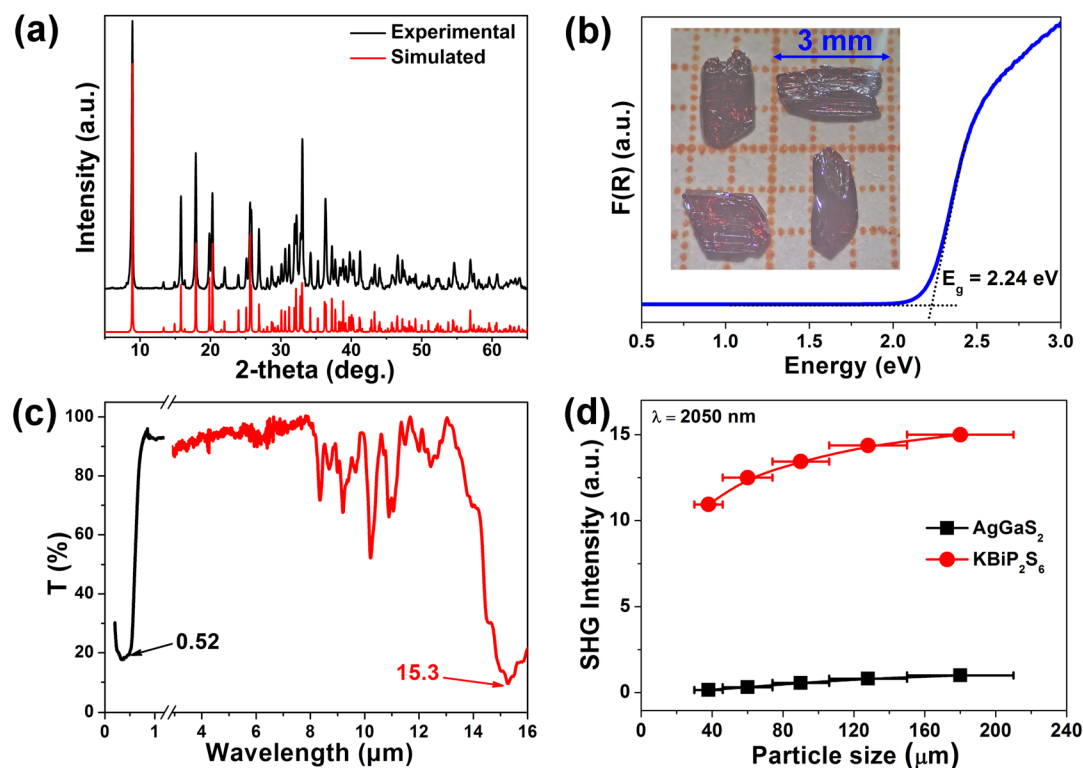 (a)
Experimental
Simulated
Intensity (a.u.)
10 20 30 40 50 60
2-theta (deg.)
(b)
3 mm
F(R) (a.u.)
E_g = 2.24 eV
0.5 1.0 1.5 2.0 2.5 3.0
Energy (eV)
(c)
100
80
60
40
20
0
T (%)
0.52
15.3
1 4 6 8 10 12 14 16
Wavelength (μm)
(d)
λ = 2050 nm
15
10
5
0
SHG Intensity (a.u.)
AgGaS₂
KBiP₂S₆
40 80 120 160 200 240
Particle size (μm)